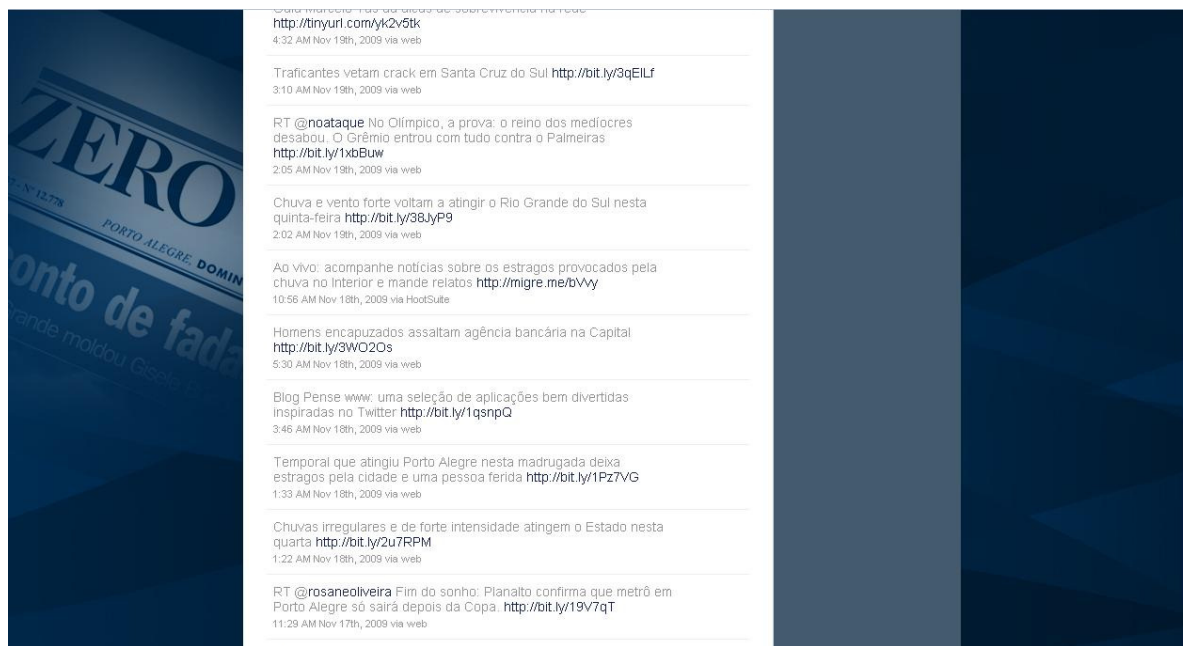 http://tinyurl.com/yk2v5tk
4:32 AM Nov 19th, 2009 via web
Traficantes vetam crack em Santa Cruz do Sul http://bit.ly/3qEILf
3:10 AM Nov 19th, 2009 via web
RT @noataque No Olímpico, a prova: o reino dos medíocres
desabou. O Grêmio entrou com tudo contra o Palmeiras
http://bit.ly/1xbBuw
2:05 AM Nov 19th, 2009 via web
Chuva e vento forte voltam a atingir o Rio Grande do Sul nesta
quinta-feira http://bit.ly/38JyP9
2:02 AM Nov 19th, 2009 via web
Ao vivo: acompanhe notícias sobre os estragos provocados pela
chuva no Interior e mande relatos http://migre.me/bVvy
10:56 AM Nov 18th, 2009 via HootSuite
Homens encapuzados assaltam agência bancária na Capital
http://bit.ly/3WO2Os
5:30 AM Nov 18th, 2009 via web
Blog Pense www: uma seleção de aplicações bem divertidas
inspiradas no Twitter http://bit.ly/1qsnpQ
3:46 AM Nov 18th, 2009 via web
Temporal que atingiu Porto Alegre nesta madrugada deixa
estragos pela cidade e uma pessoa ferida http://bit.ly/1Pz7VG
1:33 AM Nov 18th, 2009 via web
Chuvas irregulares e de forte intensidade atingem o Estado nesta
quarta http://bit.ly/2u7RPM
1:22 AM Nov 18th, 2009 via web
RT @rosaneoliveira Fim do sonho: Planalto confirma que metrô em
Porto Alegre só sairá depois da Copa. http://bit.ly/19V7qT
11:29 AM Nov 17th, 2009 via web
ZERO
Nº 12.778
PORTO ALEGRE, DOMIN
onto de fada
rande moldou Gisele